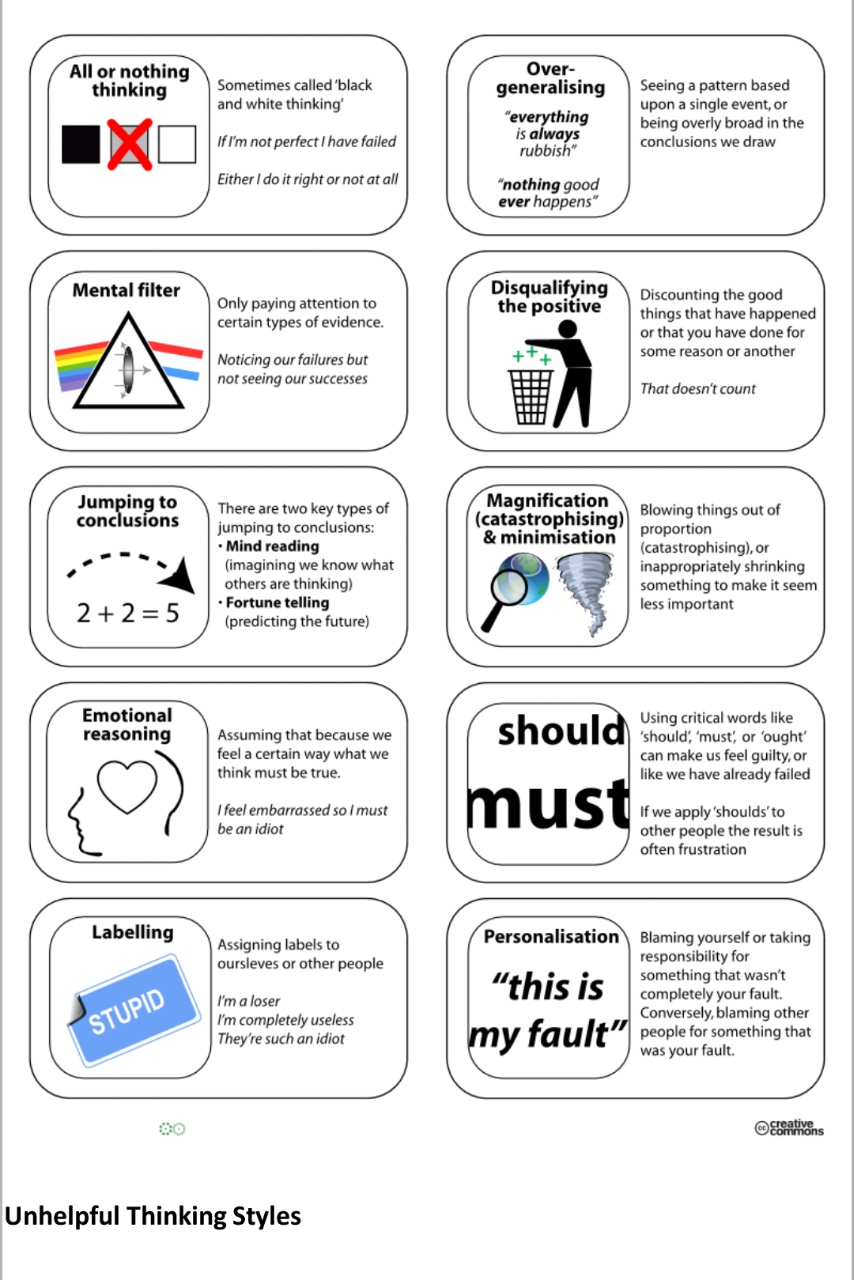 All or nothing
thinking
Sometimes called ‘black
and white thinking’
If I’m not perfect I have failed
Either I do it right or not at all
Over-
generalising
“everything
is always
rubbish”
“nothing good
ever happens”
Seeing a pattern based
upon a single event, or
being overly broad in the
conclusions we draw
Mental filter
Only paying attention to
certain types of evidence.
Noticing our failures but
not seeing our successes
Disqualifying
the positive
Discounting the good
things that have happened
or that you have done for
some reason or another
That doesn’t count
Jumping to
conclusions
2 + 2 = 5
There are two key types of
jumping to conclusions:
· Mind reading
(imagining we know what
others are thinking)
· Fortune telling
(predicting the future)
Magnification
(catastrophising)
& minimisation
Blowing things out of
proportion
(catastrophising), or
inappropriately shrinking
something to make it seem
less important
Emotional
reasoning
Assuming that because we
feel a certain way what we
think must be true.
I feel embarrassed so I must
be an idiot
should
must
Using critical words like
‘should’, ‘must’, or ‘ought’
can make us feel guilty, or
like we have already failed
If we apply ‘shoulds’ to
other people the result is
often frustration
Labelling
STUPID
Assigning labels to
oursleves or other people
I’m a loser
I’m completely useless
They’re such an idiot
Personalisation
“this is
my fault”
Blaming yourself or taking
responsibility for
something that wasn’t
completely your fault.
Conversely, blaming other
people for something that
was your fault.
cc creative
commons
Unhelpful Thinking Styles